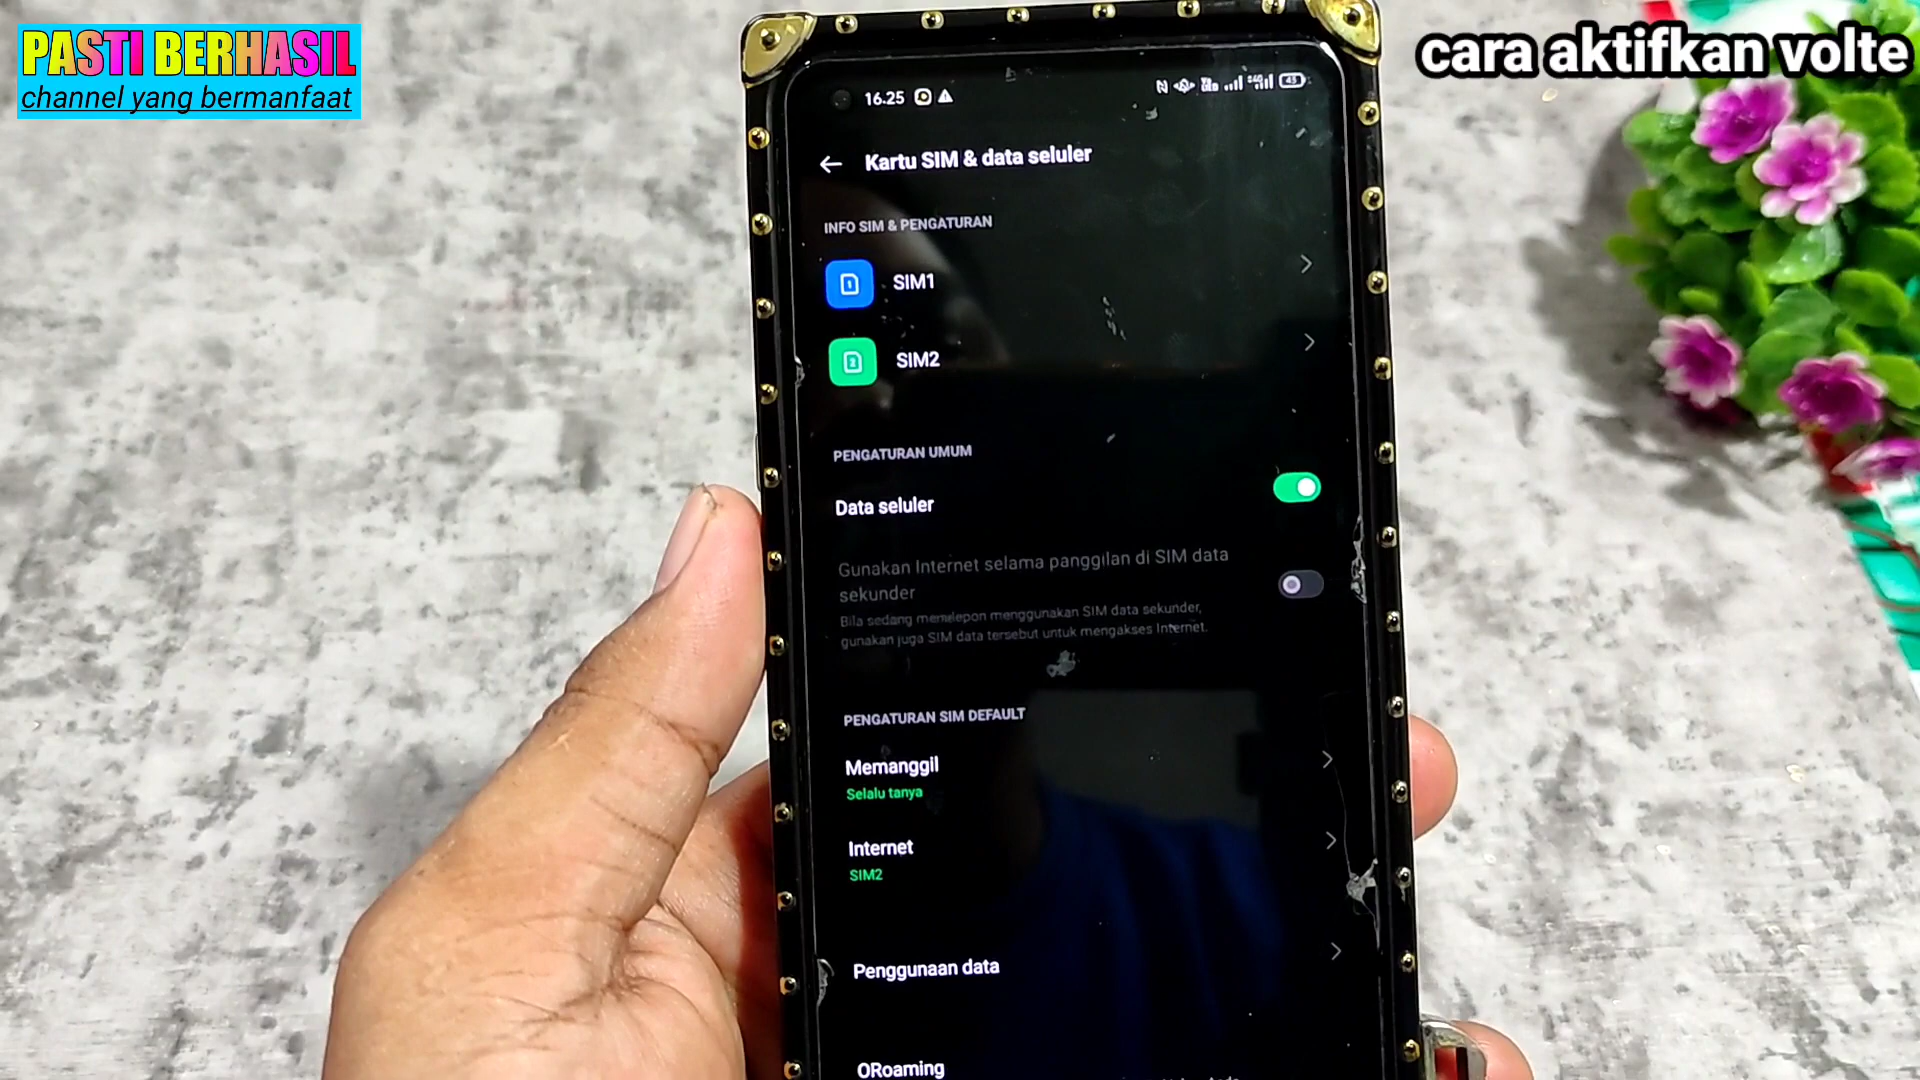 PASTI BERHASIL
channel yang bermanfaat
cara aktifkan volte
16.25
45
Kartu SIM & data seluler
INFO SIM & PENGATURAN
SIM1
SIM2
PENGATURAN UMUM
Data seluler
Gunakan Internet selama panggilan di SIM data
sekunder
Bila sedang menelepon menggunakan SIM data sekunder,
gunakan juga SIM data tersebut untuk mengakses Internet.
PENGATURAN SIM DEFAULT
Memanggil
Selalu tanya
Internet
SIM2
Penggunaan data
ORoaming